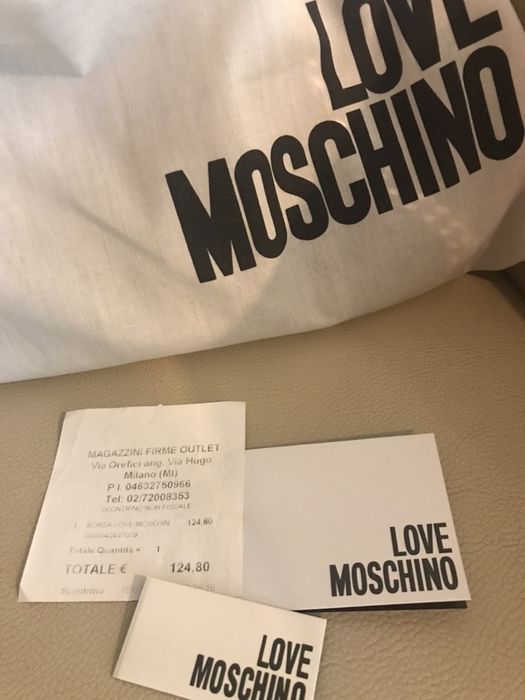 LOVE
MOSCHINO
MAGAZZINI FIRME OUTLET
Via Orefici ang. Via Hugo
Milano (MI)
P.I. 04632750966
Tel: 02/72008353
SCONTRINO NON FISCALE
1 BORSA LOVE MOSCHIN 124,80
Totale Quantita = 1
TOTALE € 124,80
Scontrino
LOVE
MOSCHINO
LOVE
MOSCHINO